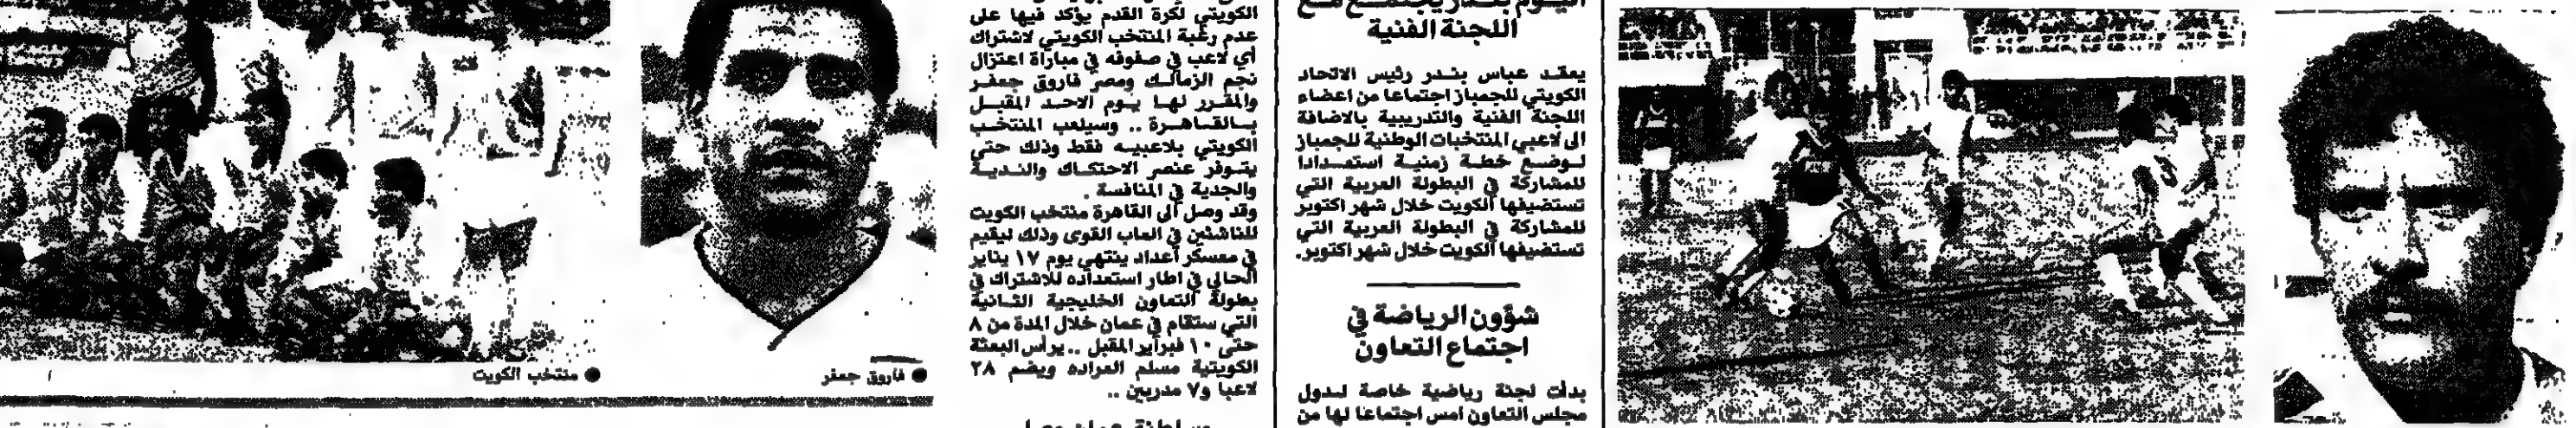 اللجنة الفنية
يعقد عباس بندر رئيس الاتحاد
الكويتي للجمباز اجتماعا من اعضاء
اللجنة الفنية والتدريبية بالاضافة
الى لاعبي المنتخبات الوطنية للجمباز
لوضع خطة زمنية استعدادا
للمشاركة في البطولة العربية التي
تستضيفها الكويت خلال شهر اكتوبر
للمشاركة في البطولة العربية التي
تستضيفها الكويت خلال شهر اكتوبر.
شؤون الرياضة في
اجتماع التعاون
بدأت لجنة رياضية خاصة لدول
مجلس التعاون امس اجتماعا لها من
الكويتي لكرة القدم يؤكد فيها على
عدم رغبة المنتخب الكويتي لاشتراك
أي لاعب في صفوفه في مباراة اعتزال
نجم الزمالك ومصر فاروق جعفر
والمقرر لها يوم الاحد المقبل
بالقاهرة .. وسيلعب المنتخب
الكويتي بلاعبيه فقط وذلك حتى
يتوفر عنصر الاحتكاك والندية
والجدية في المنافسة .
وقد وصل الى القاهرة منتخب الكويت
للناشئين في العاب القوى وذلك ليقيم
في معسكر أعداد ينتهي يوم ١٧ يناير
الحالي في اطار استعداده للاشتراك في
بطولة التعاون الخليجية الثانية
التي ستقام في عمان خلال المدة من ٨
حتى ١٠ فبراير المقبل .. يرأس البعثة
الكويتية مسلم العراده ويضم ٢٨
لاعبا و٧ مدربين ..
● فاروق جعفر
● منتخب الكويت